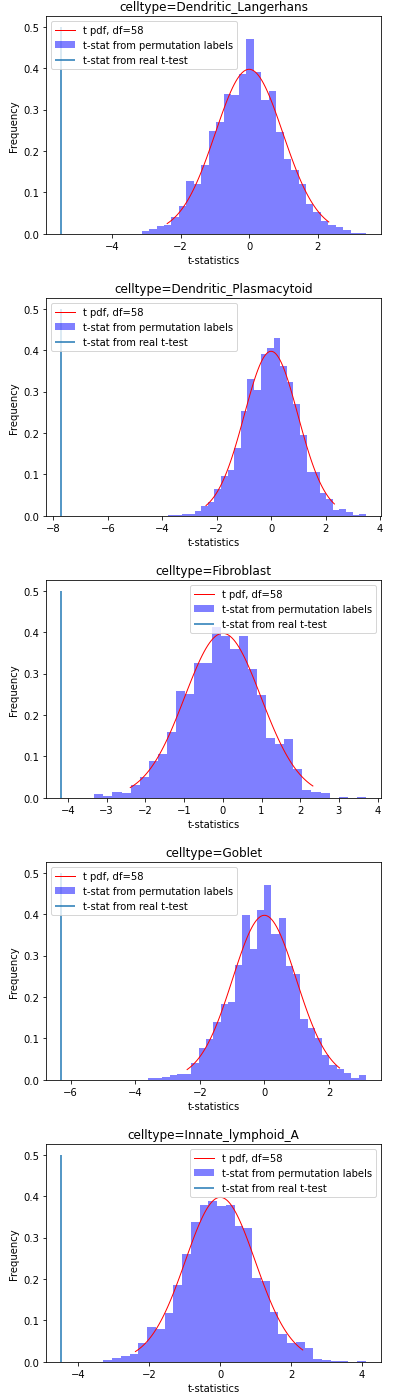 celltype=Dendritic_Langerhans
t pdf, df=58
t-stat from permutation labels
t-stat from real t-test
Frequency
0.5
0.4
0.3
0.2
0.1
0.0
−4 −2 0 2
t-statistics
celltype=Dendritic_Plasmacytoid
t pdf, df=58
t-stat from permutation labels
t-stat from real t-test
Frequency
0.5
0.4
0.3
0.2
0.1
0.0
−8 −6 −4 −2 0 2 4
t-statistics
celltype=Fibroblast
t pdf, df=58
t-stat from permutation labels
t-stat from real t-test
Frequency
0.5
0.4
0.3
0.2
0.1
0.0
−4 −3 −2 −1 0 1 2 3 4
t-statistics
celltype=Goblet
t pdf, df=58
t-stat from permutation labels
t-stat from real t-test
Frequency
0.5
0.4
0.3
0.2
0.1
0.0
−6 −4 −2 0 2
t-statistics
celltype=Innate_lymphoid_A
t pdf, df=58
t-stat from permutation labels
t-stat from real t-test
Frequency
0.5
0.4
0.3
0.2
0.1
0.0
−4 −2 0 2 4
t-statistics